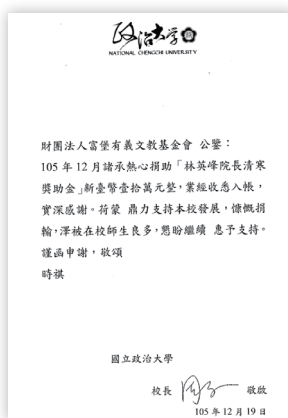 政治大學
NATIONAL CHENGCHI UNIVERSITY
財團法人富堡有義文教基金會 公鑒：
105 年 12 月諸承熱心捐助「林英峰院長清寒
獎助金」新臺幣壹拾萬元整，業經收悉入帳，
實深感謝。荷蒙 鼎力支持本校發展，慷慨捐
輸，澤被在校師生良多，懇盼繼續 惠予支持。
謹函申謝，敬頌
時祺
國立政治大學
校長 敬啟
105 年 12 月 19 日